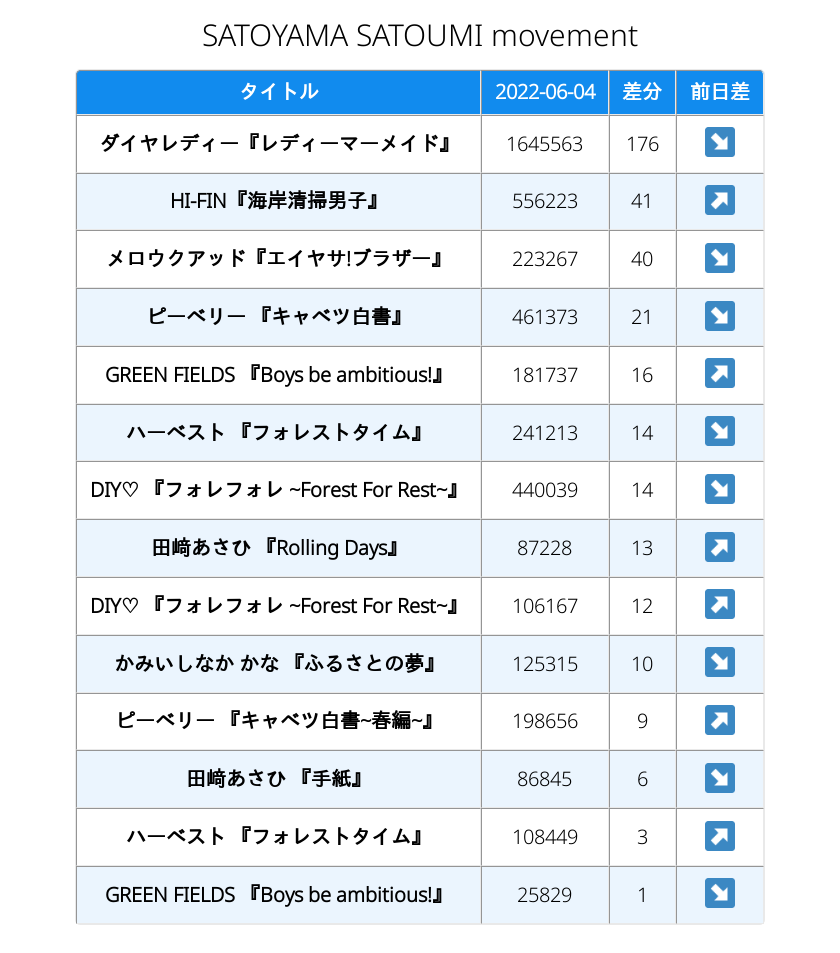 SATOYAMA SATOUMI movement
タイトル 2022-06-04 差分 前日差
ダイヤレディー『レディーマーメイド』 1645563 176 ↘
HI-FIN『海岸清掃男子』 556223 41 ↗
メロウクアッド『エイヤサ!ブラザー』 223267 40 ↘
ピーベリー 『キャベツ白書』 461373 21 ↘
GREEN FIELDS 『Boys be ambitious!』 181737 16 ↗
ハーベスト 『フォレストタイム』 241213 14 ↘
DIY♡ 『フォレフォレ ~Forest For Rest~』 440039 14 ↘
田﨑あさひ 『Rolling Days』 87228 13 ↗
DIY♡ 『フォレフォレ ~Forest For Rest~』 106167 12 ↗
かみいしなか かな 『ふるさとの夢』 125315 10 ↘
ピーベリー 『キャベツ白書~春編~』 198656 9 ↗
田﨑あさひ 『手紙』 86845 6 ↘
ハーベスト 『フォレストタイム』 108449 3 ↗
GREEN FIELDS 『Boys be ambitious!』 25829 1 ↘